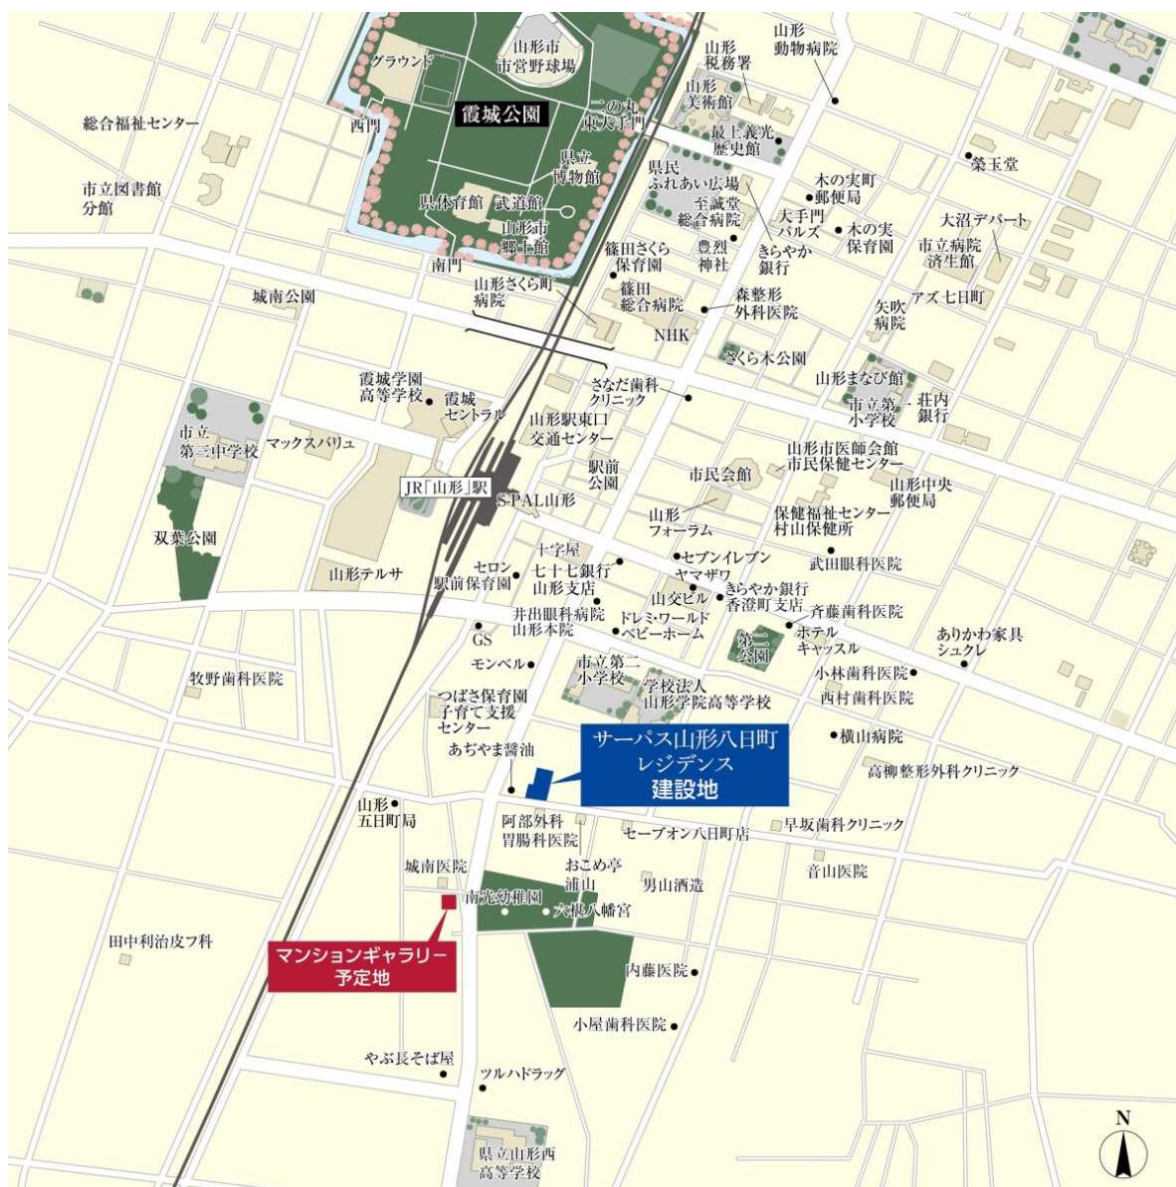 山形市
市営野球場
グラウンド
霞城公園
西門
二の丸
東大手門
県立
博物館
県体育館
武道館
山形市
郷土館
南門
総合福祉センター
市立図書館
分館
城南公園
山形
税務署
山形
動物病院
山形
美術館
最上義光
歴史館
榮玉堂
県民
ふれあい広場
木の実町
郵便局
至誠堂
総合病院
大手門
パルズ
木の実
保育園
大沼デパート
市立病院
済生館
豊烈
神社
きらやか
銀行
篠田さくら
保育園
山形さくら町
病院
篠田
総合病院
森整形
外科医院
アズ七日町
矢吹
病院
NHK
さくら木公園
山形まなび館
市立第一
小学校
荘内
銀行
さなだ歯科
クリニック
霞城学園
高等学校
霞城
セントラル
山形駅東口
交通センター
市立
第三中学校
マックスバリュ
駅前
公園
市民会館
山形市医師会館
市民保健センター
山形中央
郵便局
JR「山形」駅
S-PAL山形
山形
フォーラム
保健福祉センター
村山保健所
双葉公園
山形テルサ
十字屋
セブンイレブン
武田眼科医院
セロン
駅前保育園
七十七銀行
山形支店
ヤマザワ
山交ビル
きらやか銀行
香澄町支店
井出眼科病院
山形本院
ドレミ・ワールド
ベビーホーム
斉藤歯科医院
GS
第二
公園
ホテル
キャッスル
ありかわ家具
シュクレ
モンベル
市立第二
小学校
小林歯科医院
牧野歯科医院
学校法人
山形学院高等学校
西村歯科医院
つばさ保育園
子育て支援
センター
サーパス山形八日町
レジデンス
建設地
横山病院
あぢやま醤油
高柳整形外科クリニック
山形
五日町局
阿部外科
胃腸科医院
セーブオン八日町店
早坂歯科クリニック
城南医院
おこめ亭
浦山
男山酒造
音山医院
南光幼稚園
六椹八幡宮
田中利治皮フ科
マンションギャラリー
予定地
内藤医院
小屋歯科医院
やぶ長そば屋
ツルハドラッグ
県立山形西
高等学校
N